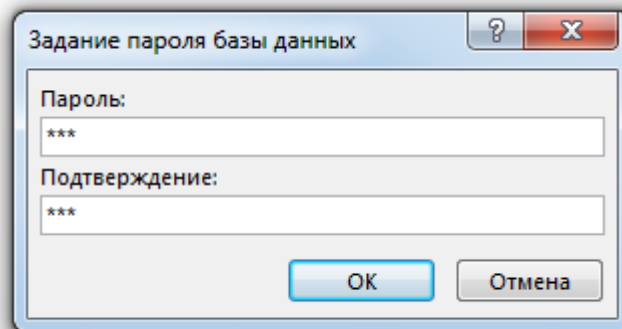 Задание пароля базы данных
Пароль:
***
Подтверждение:
***
ОК Отмена